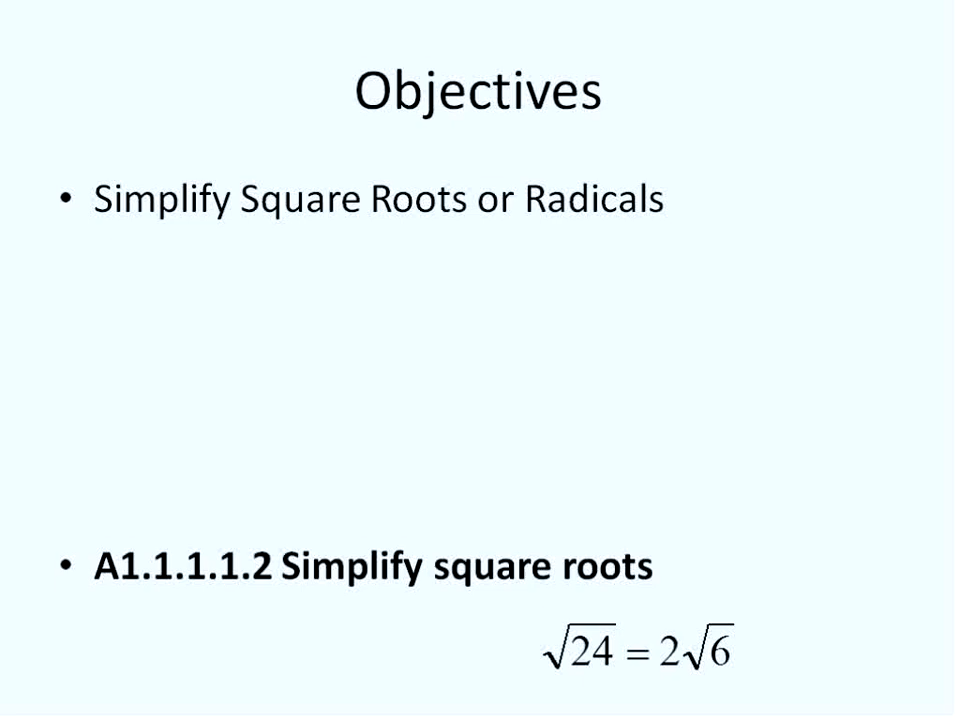 Objectives
• Simplify Square Roots or Radicals
• A1.1.1.1.2 Simplify square roots
√24 = 2√6